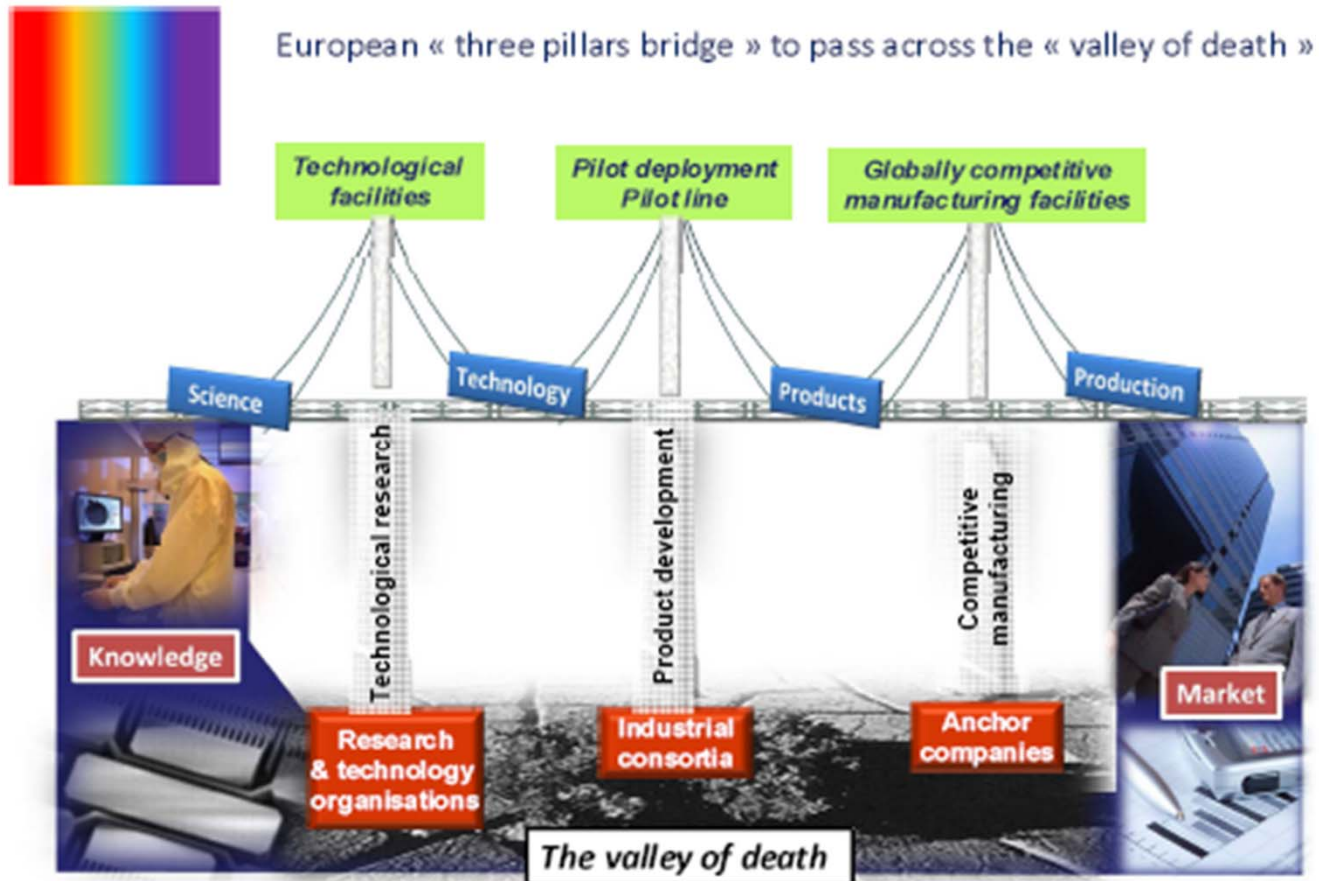 European « three pillars bridge » to pass across the « valley of death »
Technological
facilities
Pilot deployment
Pilot line
Globally competitive
manufacturing facilities
Science
Technology
Products
Production
Technological research
Product development
Competitive
manufacturing
Knowledge
Market
Research
& technology
organisations
Industrial
consortia
Anchor
companies
The valley of death